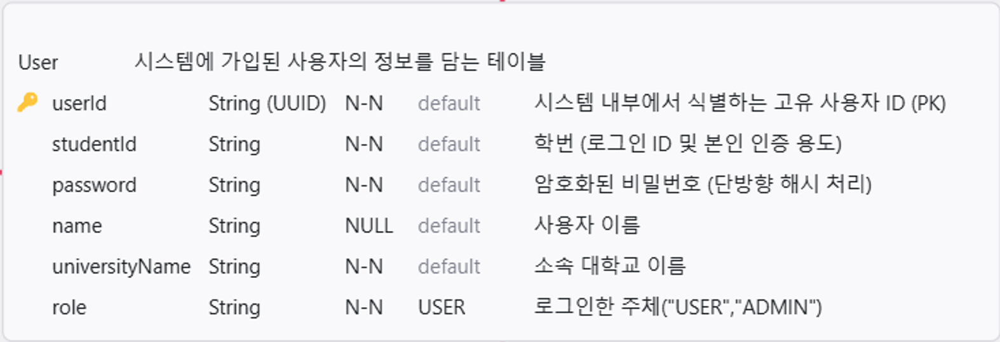 User 시스템에 가입된 사용자의 정보를 담는 테이블
userId String (UUID) N-N default 시스템 내부에서 식별하는 고유 사용자 ID (PK)
studentId String N-N default 학번 (로그인 ID 및 본인 인증 용도)
password String N-N default 암호화된 비밀번호 (단방향 해시 처리)
name String NULL default 사용자 이름
universityName String N-N default 소속 대학교 이름
role String N-N USER 로그인한 주체("USER","ADMIN")